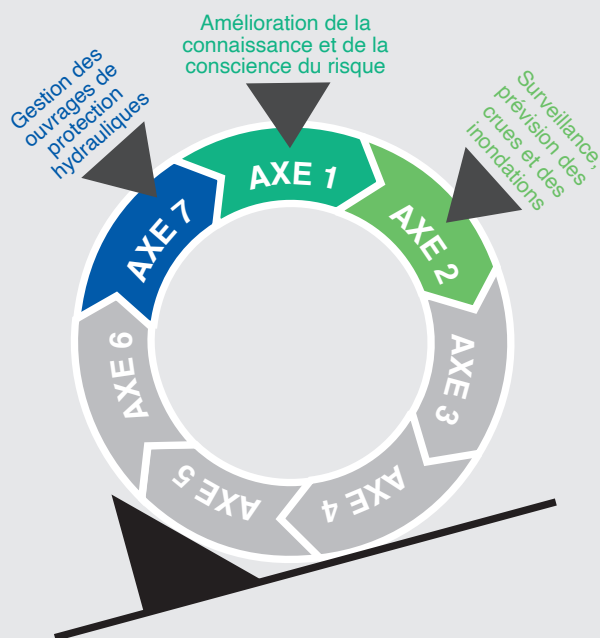 Amélioration de la
connaissance et de la
conscience du risque
Gestion des
ouvrages de
protection
hydrauliques
Surveillance,
prévision des
crues et des
inondations
AXE 1
AXE 2
AXE 3
AXE 4
AXE 5
AXE 6
AXE 7